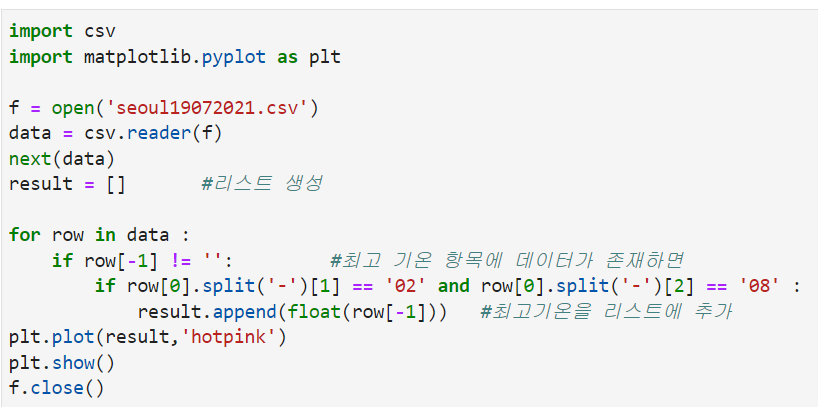 import csv
import matplotlib.pyplot as plt
f = open('seoul19072021.csv')
data = csv.reader(f)
next(data)
result = []       #리스트 생성
for row in data :
    if row[-1] != '':         #최고 기온 항목에 데이터가 존재하면
        if row[0].split('-')[1] == '02' and row[0].split('-')[2] == '08' :
            result.append(float(row[-1]))   #최고기온을 리스트에 추가
plt.plot(result,'hotpink')
plt.show()
f.close()